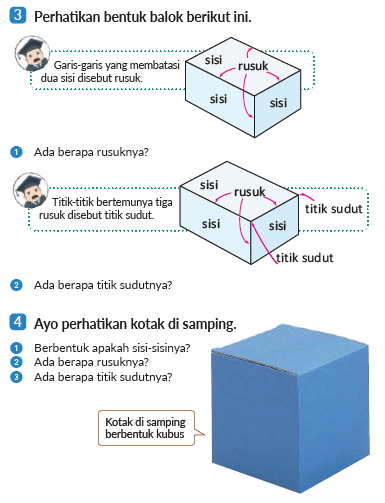 3 Perhatikan bentuk balok berikut ini.
Garis-garis yang membatasi
dua sisi disebut rusuk.
sisi
rusuk
sisi
sisi
1 Ada berapa rusuknya?
Titik-titik bertemunya tiga
rusuk disebut titik sudut.
sisi
rusuk
titik sudut
sisi
sisi
titik sudut
2 Ada berapa titik sudutnya?
4 Ayo perhatikan kotak di samping.
1 Berbentuk apakah sisi-sisinya?
2 Ada berapa rusuknya?
3 Ada berapa titik sudutnya?
Kotak di samping
berbentuk kubus